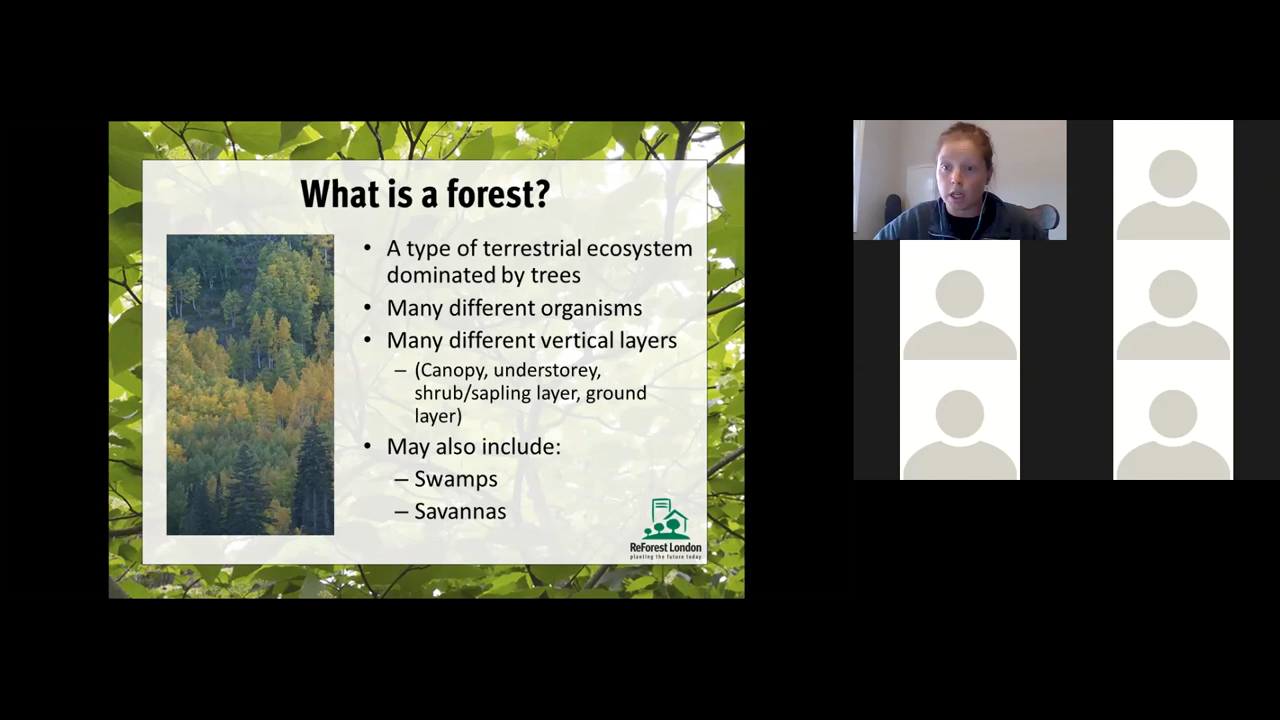 What is a forest?
• A type of terrestrial ecosystem
dominated by trees
• Many different organisms
• Many different vertical layers
– (Canopy, understorey,
shrub/sapling layer, ground
layer)
• May also include:
– Swamps
– Savannas
ReForest London
planting the future today